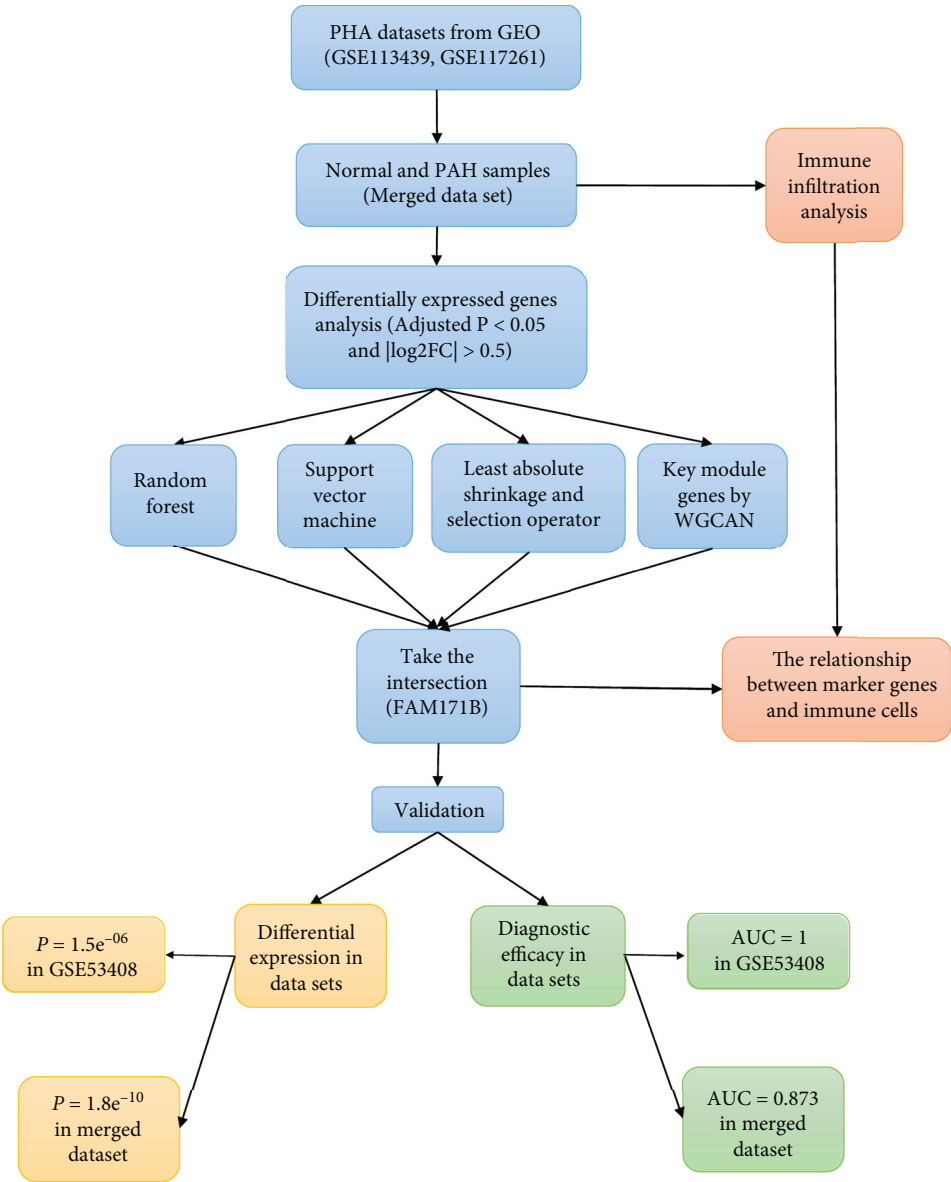 PHA datasets from GEO
(GSE113439, GSE117261)
Normal and PAH samples
(Merged data set)
Immune
infiltration
analysis
Differentially expressed genes
analysis (Adjusted P < 0.05
and |log2FC| > 0.5)
Random
forest
Support
vector
machine
Least absolute
shrinkage and
selection operator
Key module
genes by
WGCAN
Take the
intersection
(FAM171B)
The relationship
between marker genes
and immune cells
Validation
Differential
expression in
data sets
Diagnostic
efficacy in
data sets
P = 1.5e⁻⁰⁶
in GSE53408
AUC = 1
in GSE53408
P = 1.8e⁻¹⁰
in merged
dataset
AUC = 0.873
in merged
dataset